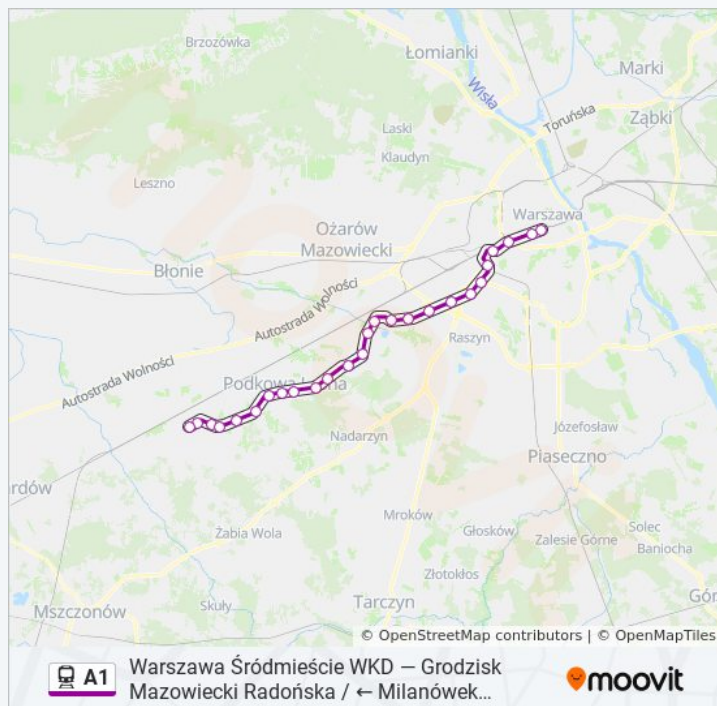 Brzozówka
Łomianki
Marki
Wisła
Toruńska
Ząbki
Laski
Klaudyn
Leszno
Warszawa
Ożarów
Mazowiecki
Błonie
Autostrada Wolności
Raszyn
Autostrada Wolności
Podkowa Leśna
Józefosław
Nadarzyn
Piaseczno
ardów
Mroków
Głosków
Solec
Żabia Wola
Zalesie Górne
Baniocha
Złotokłos
Skuły
Tarczyn
Gó
Mszczonów
© OpenStreetMap contributors | © OpenMapTiles
A1
Warszawa Śródmieście WKD — Grodzisk
Mazowiecki Radońska / ← Milanówek...
moovit